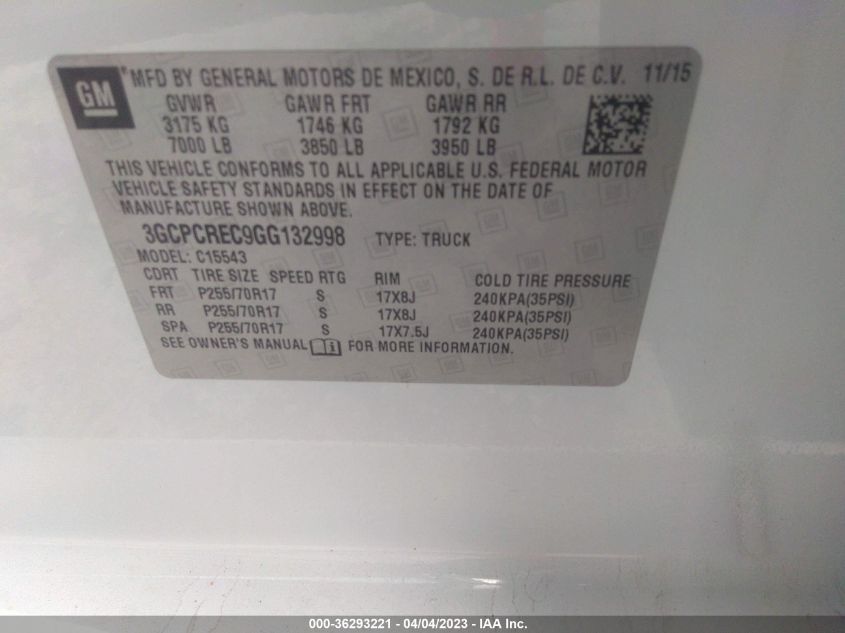 GM
MFD BY GENERAL MOTORS DE MEXICO, S. DE R.L. DE C.V. 11/15
GVWR GAWR FRT GAWR RR
3175 KG 1746 KG 1792 KG
7000 LB 3850 LB 3950 LB
THIS VEHICLE CONFORMS TO ALL APPLICABLE U.S. FEDERAL MOTOR
VEHICLE SAFETY STANDARDS IN EFFECT ON THE DATE OF
MANUFACTURE SHOWN ABOVE.
3GCPCREC9GG132998 TYPE: TRUCK
MODEL: C15543
CDRT TIRE SIZE SPEED RTG RIM COLD TIRE PRESSURE
FRT P255/70R17 S 17X8J 240KPA(35PSI)
RR P255/70R17 S 17X8J 240KPA(35PSI)
SPA P255/70R17 S 17X7.5J 240KPA(35PSI)
SEE OWNER'S MANUAL FOR MORE INFORMATION.
000-36293221 - 04/04/2023 - IAA Inc.